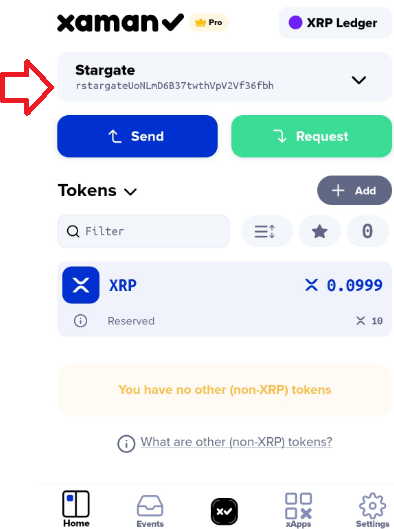 xaman
Pro
XRP Ledger
Stargate
rstargateUoNLmD6B37twthVpV2Vf36fbh
Send
Request
Tokens
Add
Filter
0
XRP
0.0999
Reserved
10
You have no other (non-XRP) tokens
What are other (non-XRP) tokens?
Home
Events
xApps
Settings